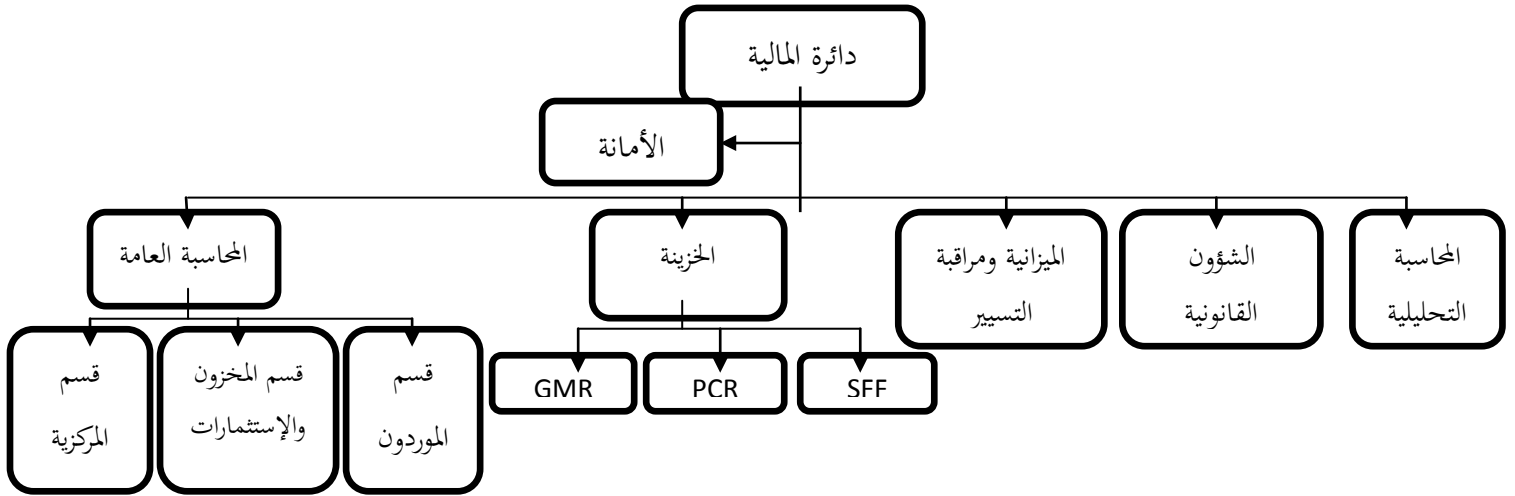 دائرة المالية
الأمانة
المحاسبة
التحليلية
الشؤون
القانونية
الميزانية ومراقبة
التسيير
الخزينة
المحاسبة العامة
SFF
PCR
GMR
قسم
الموردون
قسم المخزون
والإستثمارات
قسم
المركزية